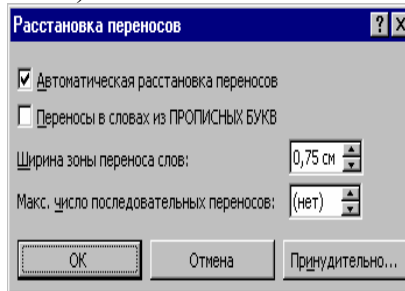 Расстановка переносов
Автоматическая расстановка переносов
Переносы в словах из ПРОПИСНЫХ БУКВ
Ширина зоны переноса слов: 0,75 см
Макс. число последовательных переносов: (нет)
ОК Отмена Принудительно...